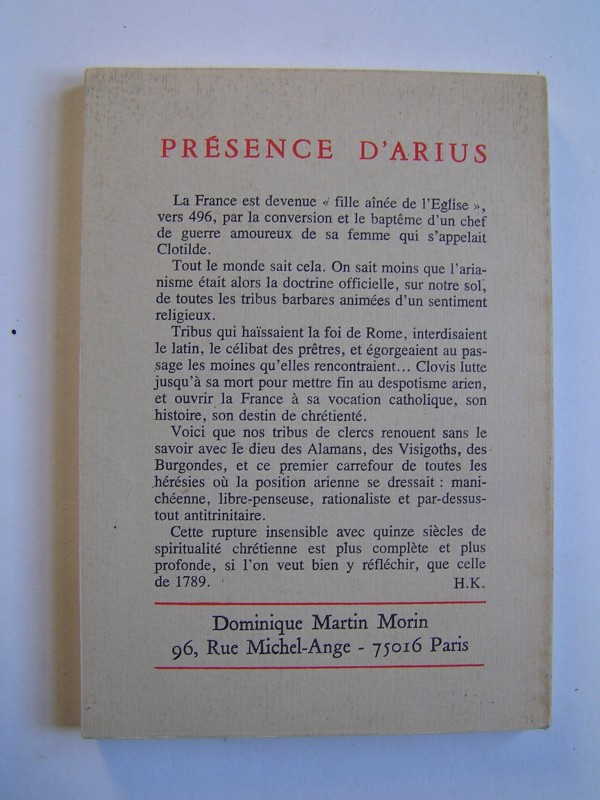 PRÉSENCE D'ARIUS
La France est devenue « fille aînée de l'Eglise »,
vers 496, par la conversion et le baptême d'un chef
de guerre amoureux de sa femme qui s'appelait
Clotilde.
Tout le monde sait cela. On sait moins que l'aria-
nisme était alors la doctrine officielle, sur notre sol,
de toutes les tribus barbares animées d'un sentiment
religieux.
Tribus qui haïssaient la foi de Rome, interdisaient
le latin, le célibat des prêtres, et égorgeaient au pas-
sage les moines qu'elles rencontraient... Clovis lutte
jusqu'à sa mort pour mettre fin au despotisme arien,
et ouvrir la France à sa vocation catholique, son
histoire, son destin de chrétienté.
Voici que nos tribus de clercs renouent sans le
savoir avec le dieu des Alamans, des Visigoths, des
Burgondes, et ce premier carrefour de toutes les
hérésies où la position arienne se dressait : mani-
chéenne, libre-penseuse, rationaliste et par-dessus-
tout antitrinitaire.
Cette rupture insensible avec quinze siècles de
spiritualité chrétienne est plus complète et plus
profonde, si l'on veut bien y réfléchir, que celle
de 1789. H.K.
Dominique Martin Morin
96, Rue Michel-Ange - 75016 Paris